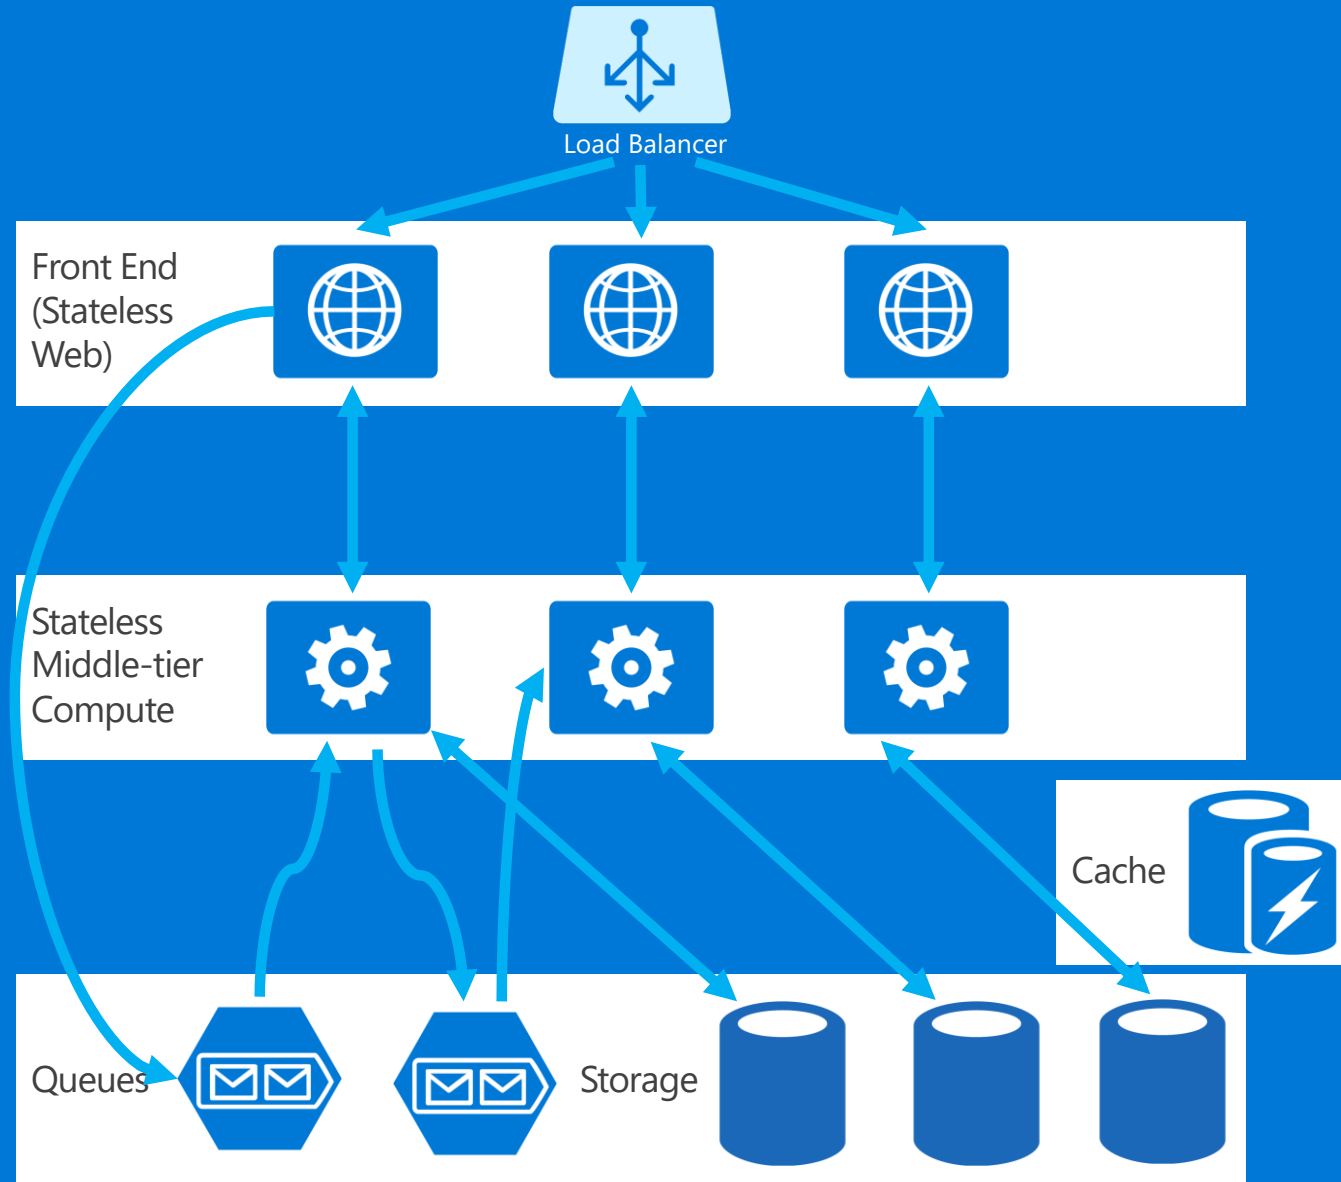 Load Balancer
Front End
(Stateless
Web)
Stateless
Middle-tier
Compute
Cache
Queues
Storage